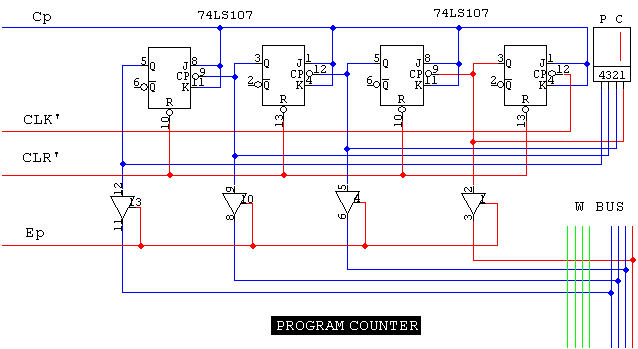 Cp 74LS107 74LS107 P C
5 Q J 8 3 Q J 1 5 Q J 8 3 Q J 1
CP 9 CP 12 CP 9 CP 12
6 Q K 11 2 Q K 4 6 Q K 11 2 Q K 4
4321
R R R R
10 13 10 13
CLK'
CLR'
12 13 9 10 5 4 2 1
11 8 6 3
W BUS
Ep
PROGRAM COUNTER